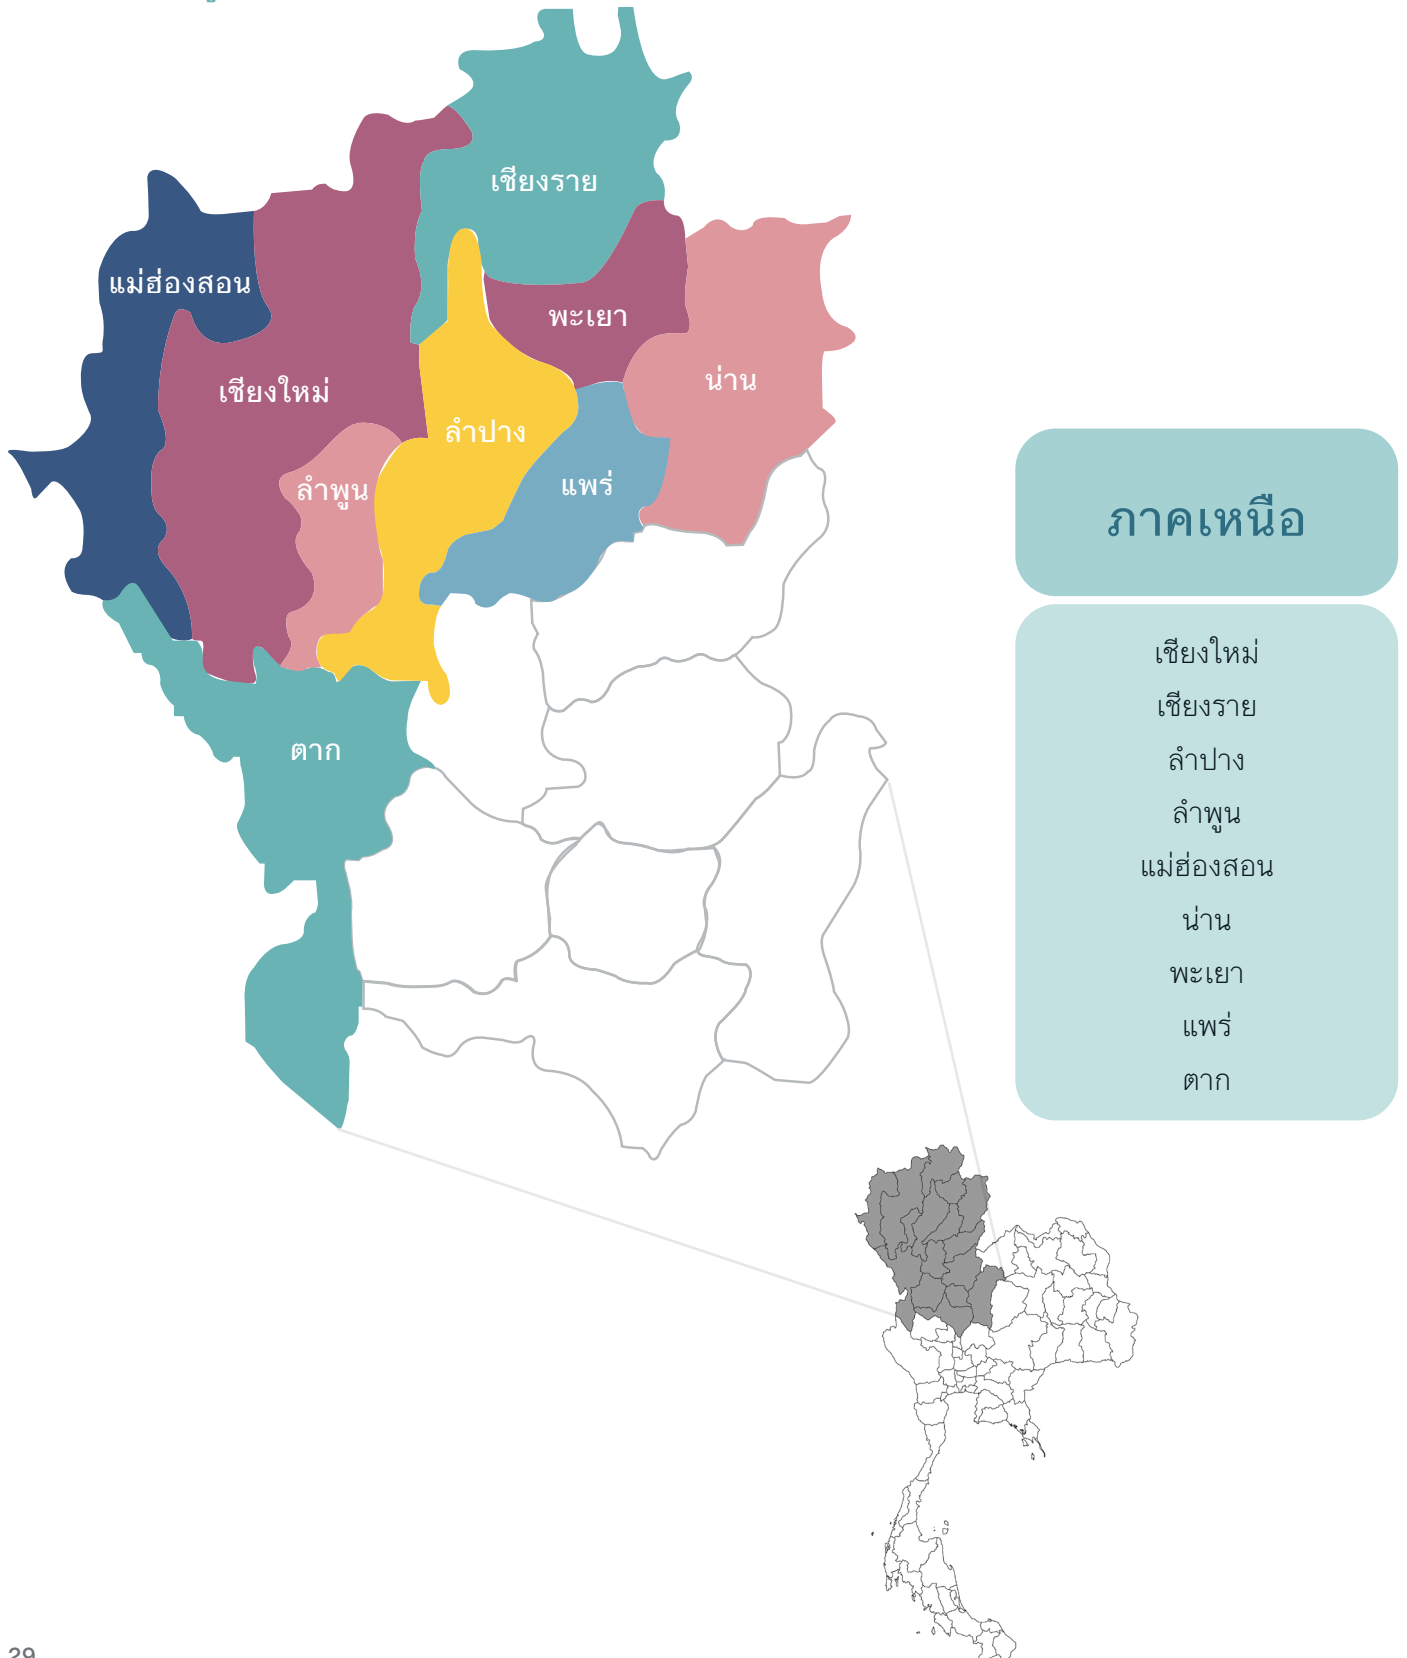 เชียงราย
แม่ฮ่องสอน
พะเยา
น่าน
เชียงใหม่
ลำปาง
แพร่
ลำพูน
ตาก
ภาคเหนือ
เชียงใหม่
เชียงราย
ลำปาง
ลำพูน
แม่ฮ่องสอน
น่าน
พะเยา
แพร่
ตาก
29